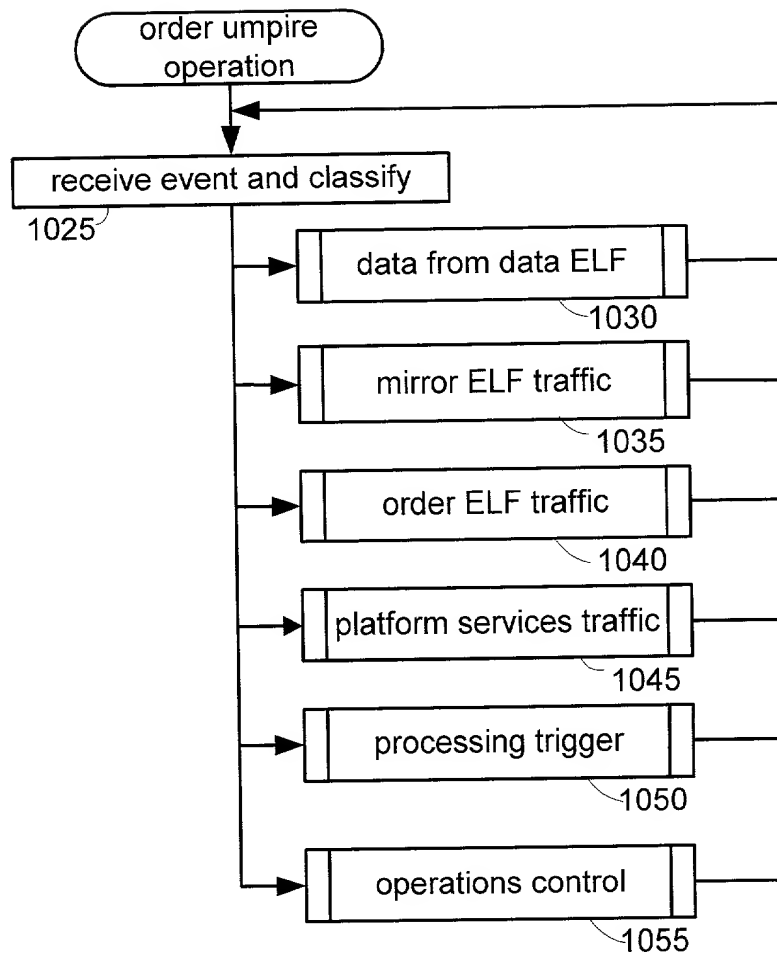 order umpire
operation
receive event and classify
1025
data from data ELF
1030
mirror ELF traffic
1035
order ELF traffic
1040
platform services traffic
1045
processing trigger
1050
operations control
1055